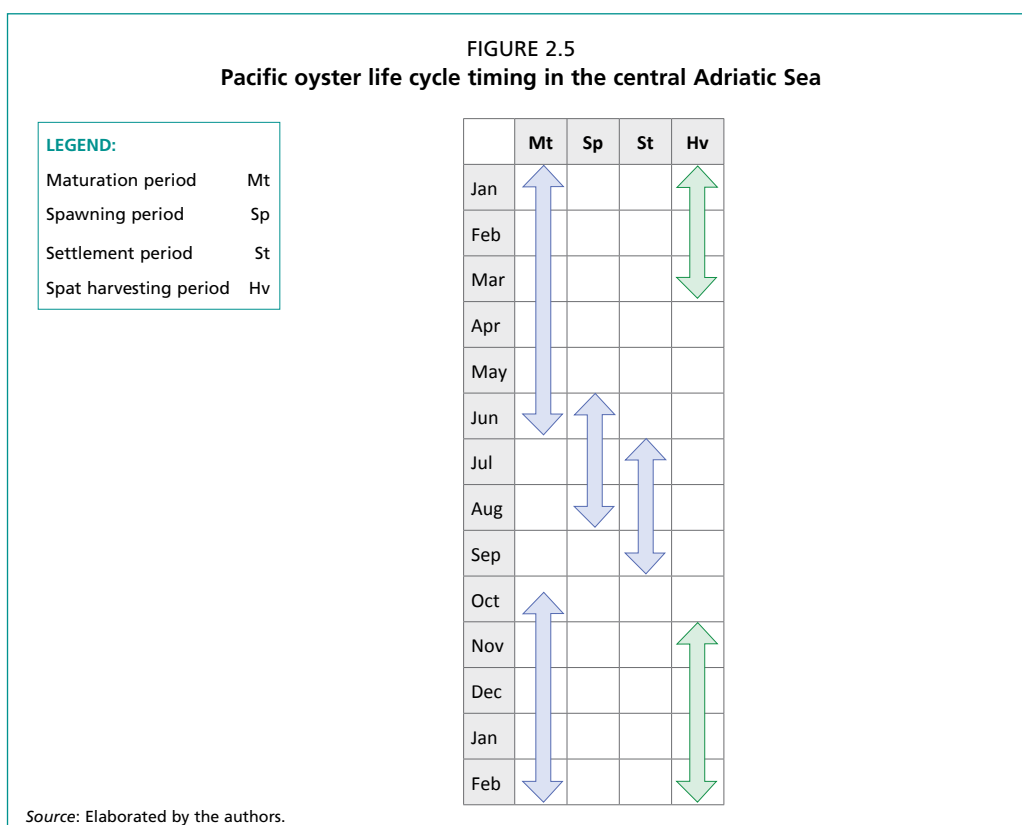 FIGURE 2.5
Pacific oyster life cycle timing in the central Adriatic Sea
LEGEND:
Maturation period Mt
Spawning period Sp
Settlement period St
Spat harvesting period Hv
Mt Sp St Hv
Jan
Feb
Mar
Apr
May
Jun
Jul
Aug
Sep
Oct
Nov
Dec
Jan
Feb
Source: Elaborated by the authors.